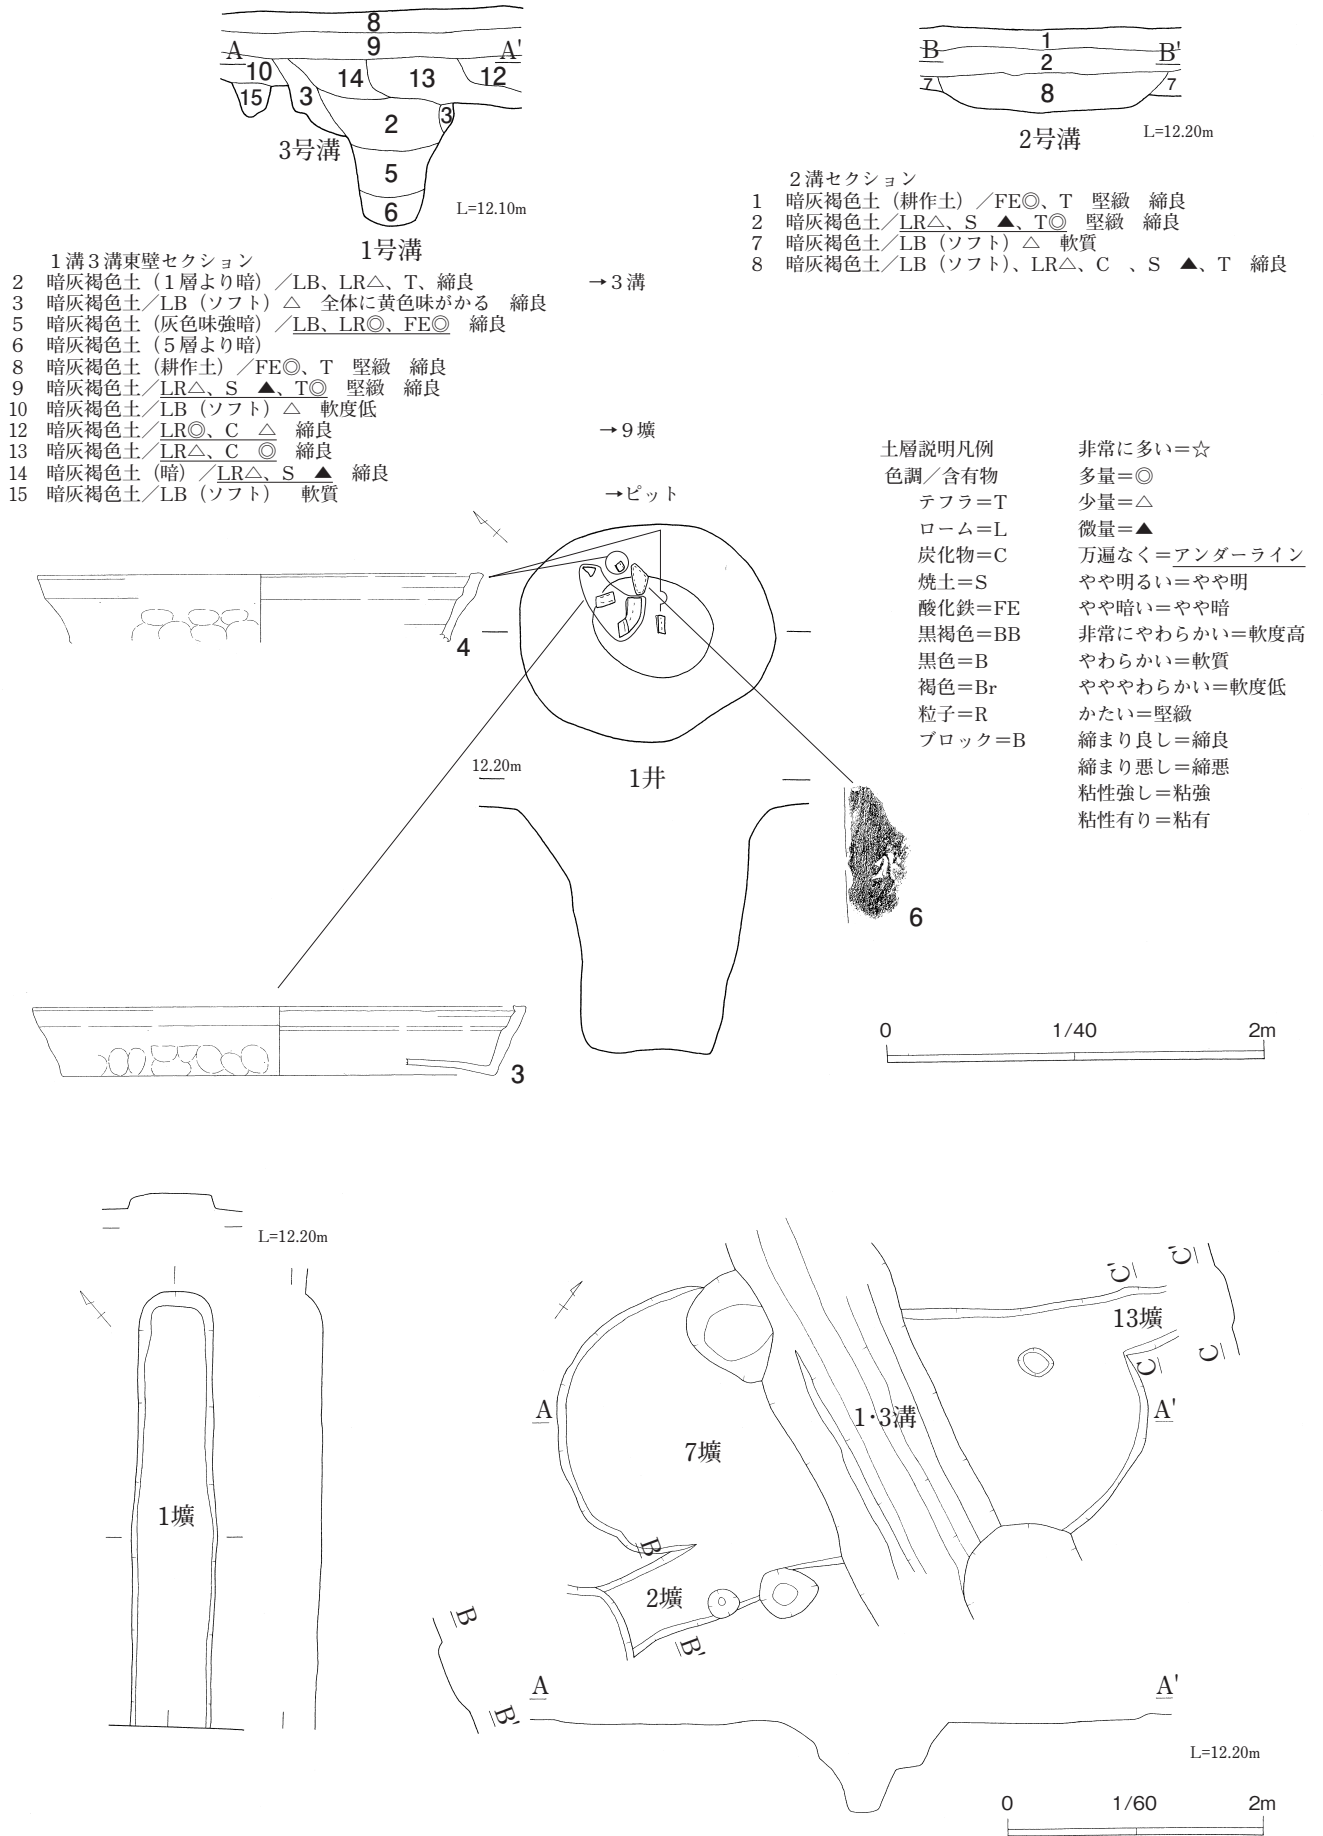 8
9
A A'
10 14 13 12
15 3 3
2
3号溝
5
6
L=12.10m
1号溝
1
B B'
2
7 7
8
2号溝
L=12.20m
1溝3溝東壁セクション
2 暗灰褐色土（1層より暗）／LB、LR△、T、締良 →3溝
3 暗灰褐色土／LB（ソフト）△ 全体に黄色味がかる 締良
5 暗灰褐色土（灰色味強暗）／LB、LR◎、FE◎ 締良
6 暗灰褐色土（5層より暗）
8 暗灰褐色土（耕作土）／FE◎、T 堅緻 締良
9 暗灰褐色土／LR△、S ▲、T◎ 堅緻 締良
10 暗灰褐色土／LB（ソフト）△ 軟度低
12 暗灰褐色土／LR◎、C △ 締良 →9壙
13 暗灰褐色土／LR△、C ◎ 締良
14 暗灰褐色土（暗）／LR△、S ▲ 締良
15 暗灰褐色土／LB（ソフト） 軟質 →ピット
2溝セクション
1 暗灰褐色土（耕作土）／FE◎、T 堅緻 締良
2 暗灰褐色土／LR△、S ▲、T◎ 堅緻 締良
7 暗灰褐色土／LB（ソフト）△ 軟質
8 暗灰褐色土／LB（ソフト）、LR△、C 、S ▲、T 締良
土層説明凡例
色調／含有物
テフラ＝T
ローム＝L
炭化物＝C
焼土＝S
酸化鉄＝FE
黒褐色＝BB
黒色＝B
褐色＝Br
粒子＝R
ブロック＝B
非常に多い＝☆
多量＝◎
少量＝△
微量＝▲
万遍なく＝アンダーライン
やや明るい＝やや明
やや暗い＝やや暗
非常にやわらかい＝軟度高
やわらかい＝軟質
やややわらかい＝軟度低
かたい＝堅緻
締まり良し＝締良
締まり悪し＝締悪
粘性強し＝粘強
粘性有り＝粘有
4
12.20m
1井
6
3
0 1/40 2m
L=12.20m
1壙
C' C'
13壙
C C
A A'
1･3溝
7壙
B
2壙
B'
B
B'
A A'
L=12.20m
0 1/60 2m